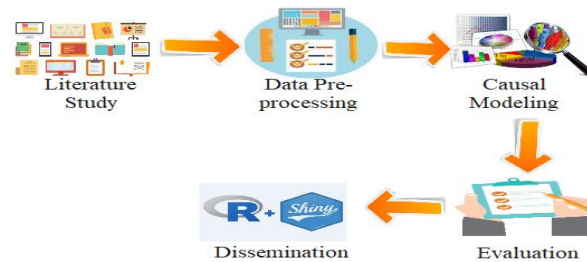 Literature
Study
Data Pre-
processing
Causal
Modeling
R + Shiny
Dissemination
Evaluation